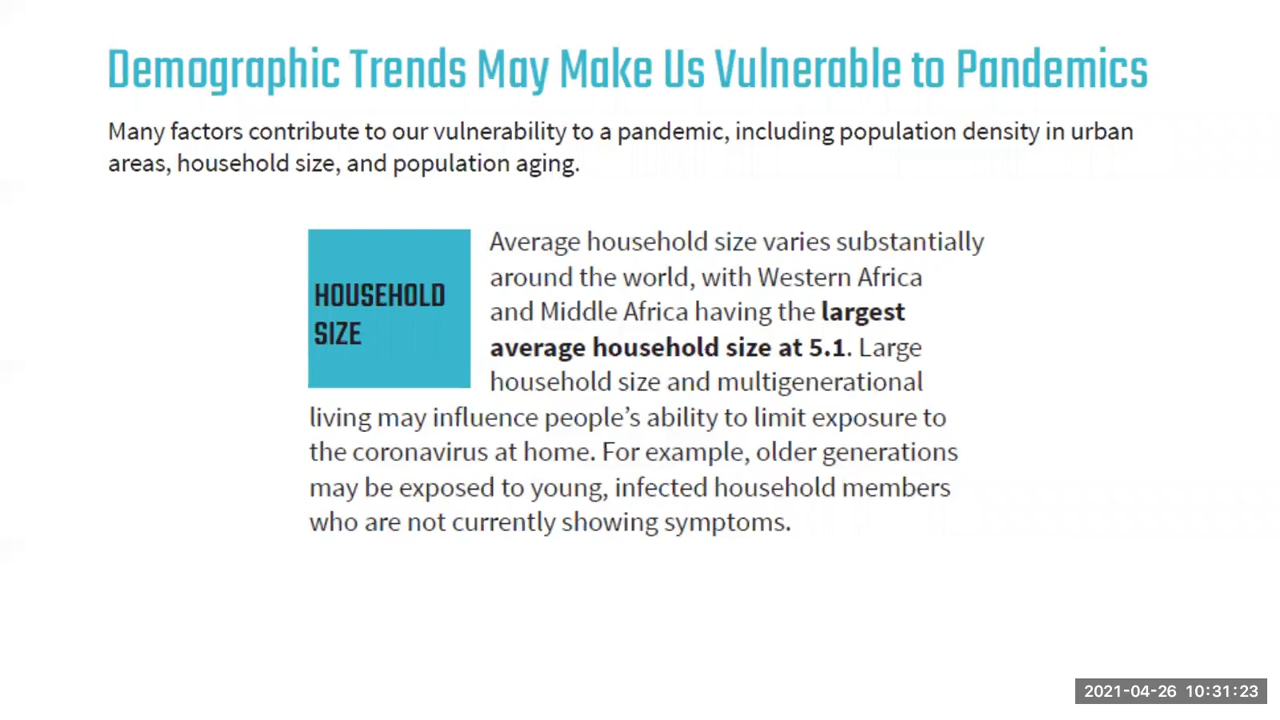 Demographic Trends May Make Us Vulnerable to Pandemics
Many factors contribute to our vulnerability to a pandemic, including population density in urban
areas, household size, and population aging.
HOUSEHOLD
SIZE
Average household size varies substantially
around the world, with Western Africa
and Middle Africa having the largest
average household size at 5.1. Large
household size and multigenerational
living may influence people’s ability to limit exposure to
the coronavirus at home. For example, older generations
may be exposed to young, infected household members
who are not currently showing symptoms.
2021-04-26 10:31:23